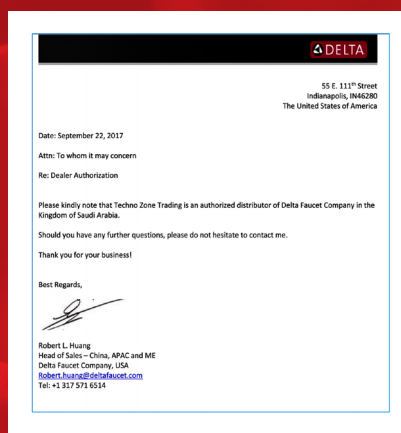 DELTA
55 E. 111th Street
Indianapolis, IN46280
The United States of America
Date: September 22, 2017
Attn: To whom it may concern
Re: Dealer Authorization
Please kindly note that Techno Zone Trading is an authorized distributor of Delta Faucet Company in the
Kingdom of Saudi Arabia.
Should you have any further questions, please do not hesitate to contact me.
Thank you for your business!
Best Regards,
Robert L. Huang
Head of Sales – China, APAC and ME
Delta Faucet Company, USA
Robert.huang@deltafaucet.com
Tel: +1 317 571 6514